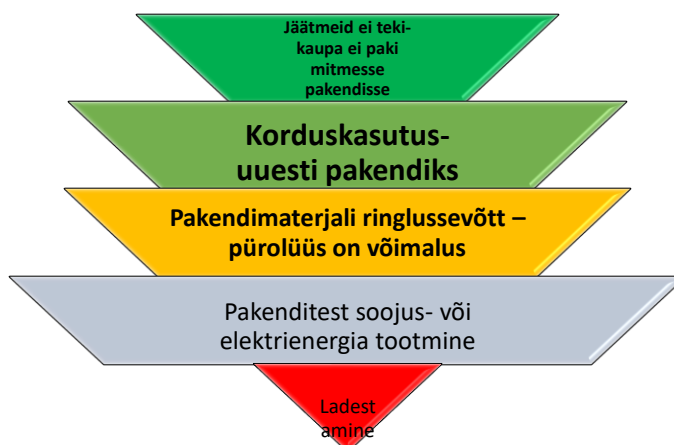 Jäätmeid ei teki-
kaupa ei paki
mitmesse
pakendisse
Korduskasutus-
uuesti pakendiks
Pakendimaterjali ringlussevõtt –
pürolüüs on võimalus
Pakenditest soojus- või
elektrienergia tootmine
Ladest
amine